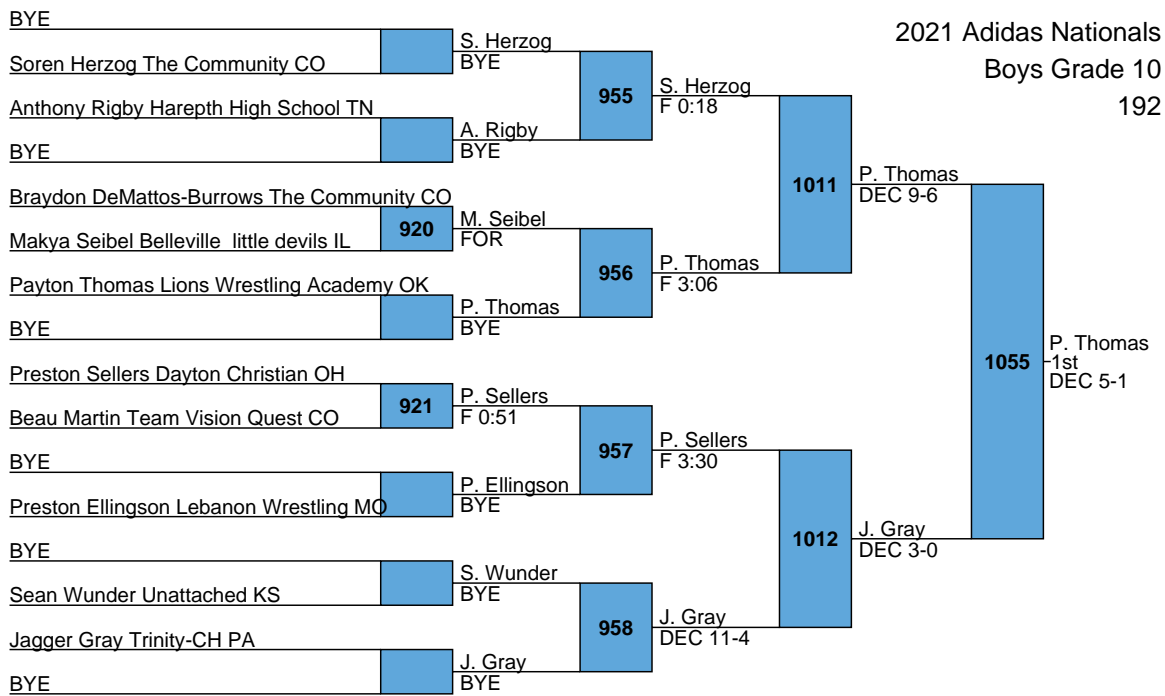 2021 Adidas Nationals
Boys Grade 10
192
BYE
Soren Herzog The Community CO
Anthony Rigby Harepth High School TN
BYE
Braydon DeMattos-Burrows The Community CO
920
Makya Seibel Belleville  little devils IL
Payton Thomas Lions Wrestling Academy OK
BYE
Preston Sellers Dayton Christian OH
921
Beau Martin Team Vision Quest CO
BYE
Preston Ellingson Lebanon Wrestling MO
BYE
Sean Wunder Unattached KS
Jagger Gray Trinity-CH PA
BYE
S. Herzog
BYE
955
A. Rigby
BYE
M. Seibel
FOR
956
P. Thomas
BYE
P. Sellers
F 0:51
957
P. Ellingson
BYE
S. Wunder
BYE
958
J. Gray
BYE
S. Herzog
F 0:18
1011
P. Thomas
F 3:06
P. Sellers
F 3:30
1012
J. Gray
DEC 11-4
P. Thomas
DEC 9-6
1055
J. Gray
DEC 3-0
P. Thomas
1st
DEC 5-1